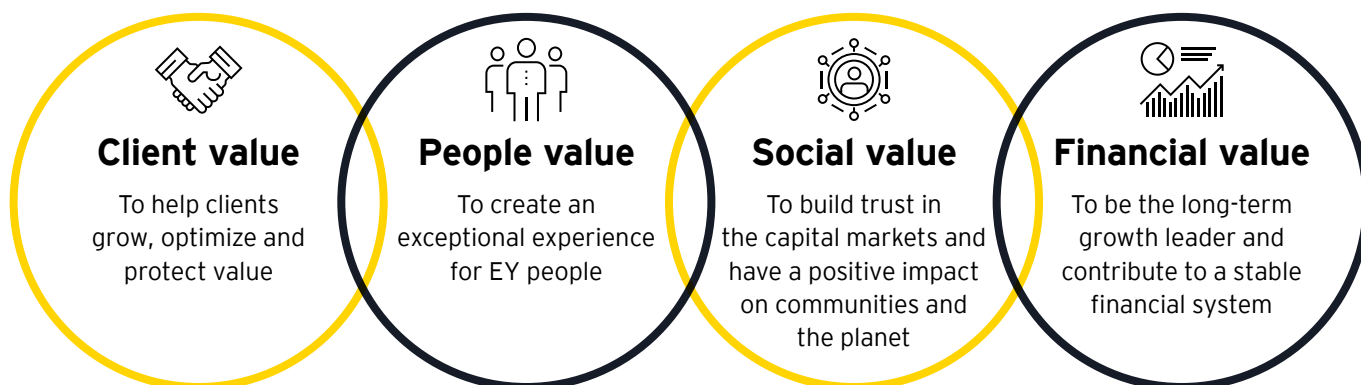 Client value
To help clients
grow, optimize and
protect value
People value
To create an
exceptional experience
for EY people
Social value
To build trust in
the capital markets and
have a positive impact
on communities and
the planet
Financial value
To be the long-term
growth leader and
contribute to a stable
financial system